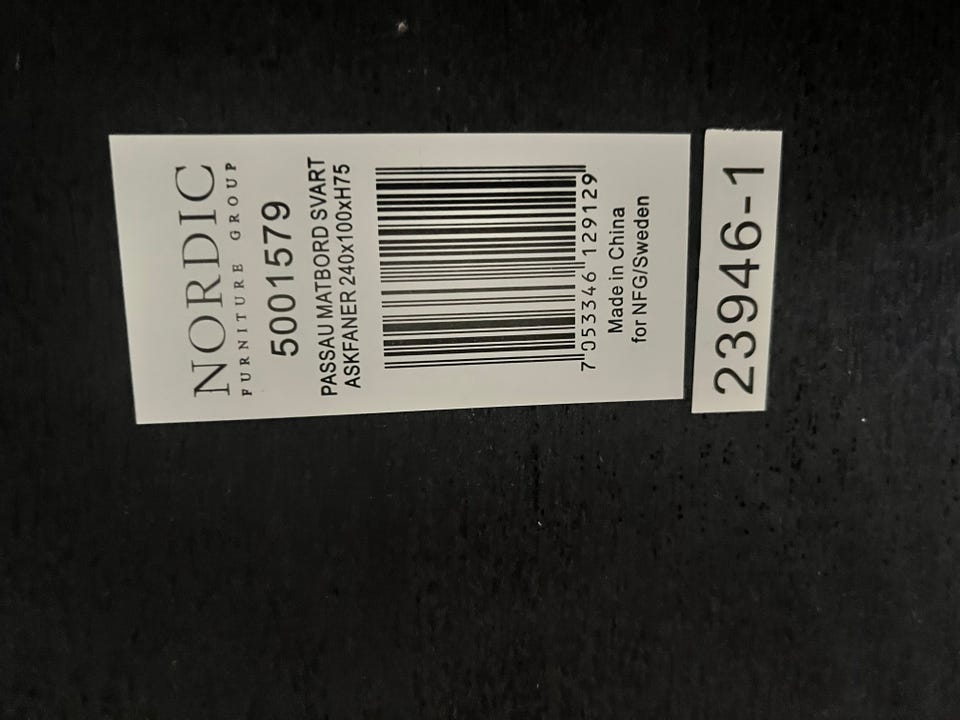 NORDIC
FURNITURE GROUP
5001579
PASSAU MATBORD SVART
ASKFANER 240x100xH75
7 053346 129129
Made in China
for NFG/Sweden
23946-1